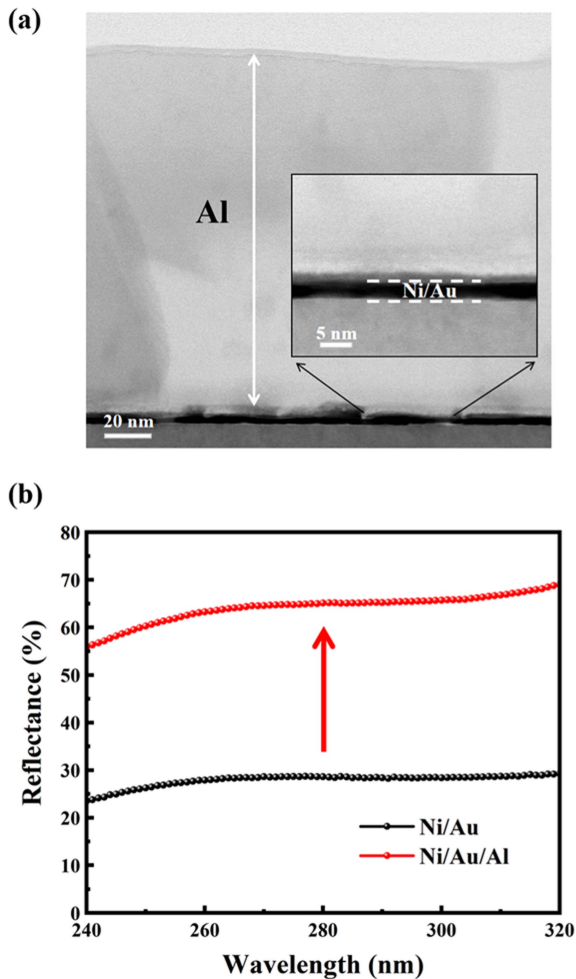 (a)
Al
Ni/Au
5 nm
20 nm
(b)
80
70
60
50
40
30
20
10
0
240
260
280
300
320
Reflectance (%)
Wavelength (nm)
Ni/Au
Ni/Au/Al